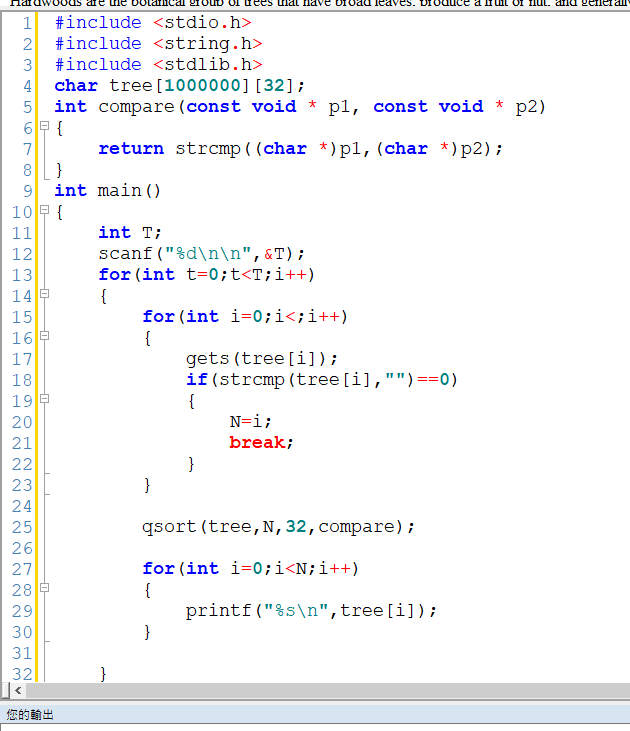 Hardwoods are the botanical group of trees that have broad leaves, produce a fruit or nut, and generally
1 #include <stdio.h>
2 #include <string.h>
3 #include <stdlib.h>
4 char tree[1000000][32];
5 int compare(const void * p1, const void * p2)
6 {
7     return strcmp((char *)p1,(char *)p2);
8 }
9 int main()
10 {
11     int T;
12     scanf("%d\n\n",&T);
13     for(int t=0;t<T;i++)
14     {
15         for(int i=0;i<;i++)
16         {
17             gets(tree[i]);
18             if(strcmp(tree[i],"")==0)
19             {
20                 N=i;
21                 break;
22             }
23         }
24
25         qsort(tree,N,32,compare);
26
27         for(int i=0;i<N;i++)
28         {
29             printf("%s\n",tree[i]);
30         }
31
32     }
您的輸出